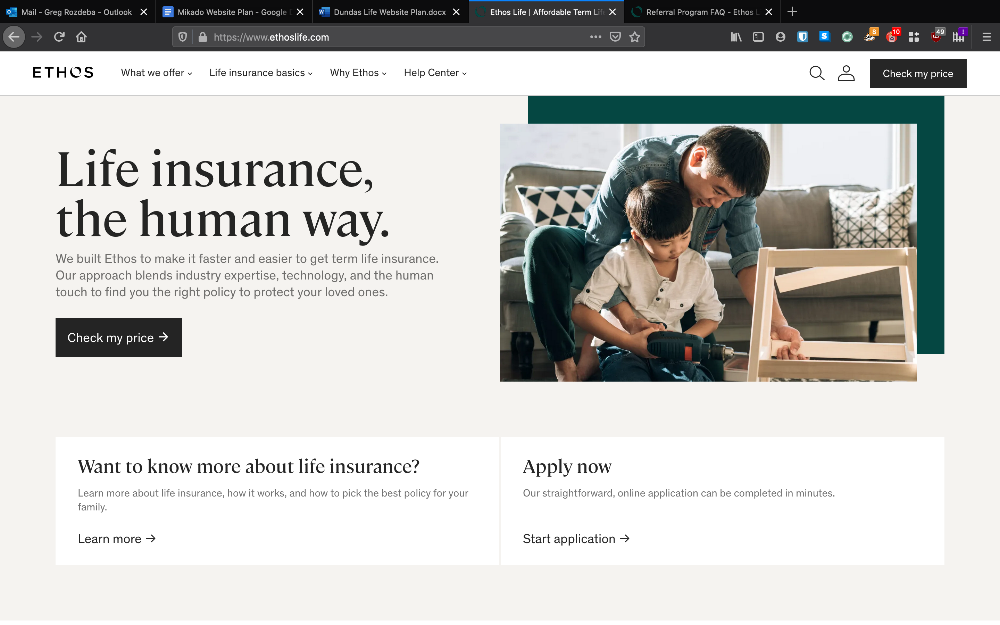 Mail - Greg Rozdeba - Outlook
Mikado Website Plan - Google
Dundas Life Website Plan.docx
Ethos Life | Affordable Term Life
Referral Program FAQ - Ethos
https://www.ethoslife.com
8
10
49
!
ETHOS
What we offer
Life insurance basics
Why Ethos
Help Center
Check my price
Life insurance,
the human way.
We built Ethos to make it faster and easier to get term life insurance.
Our approach blends industry expertise, technology, and the human
touch to find you the right policy to protect your loved ones.
Check my price →
Want to know more about life insurance?
Learn more about life insurance, how it works, and how to pick the best policy for your
family.
Learn more →
Apply now
Our straightforward, online application can be completed in minutes.
Start application →